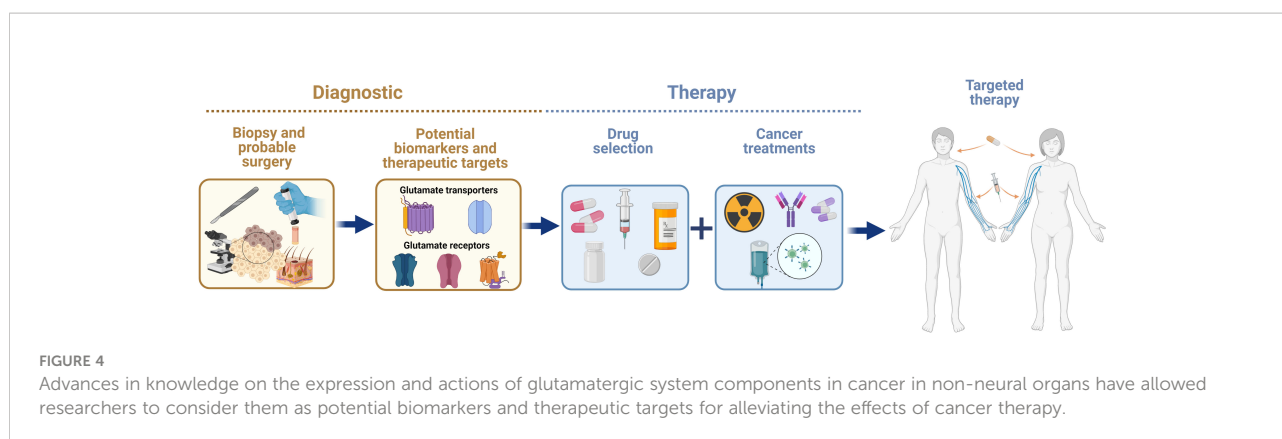 Diagnostic
Therapy
Targeted
therapy
Biopsy and
probable
surgery
Potential
biomarkers and
therapeutic targets
Drug
selection
Cancer
treatments
Glutamate transporters
Glutamate receptors
+
FIGURE 4
Advances in knowledge on the expression and actions of glutamatergic system components in cancer in non-neural organs have allowed
researchers to consider them as potential biomarkers and therapeutic targets for alleviating the effects of cancer therapy.